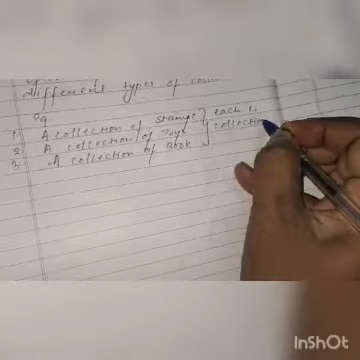 different types of
eg
1. A collection of stamps } each is
2 A collection of Toys collection
3 A collection of Book
InShOt